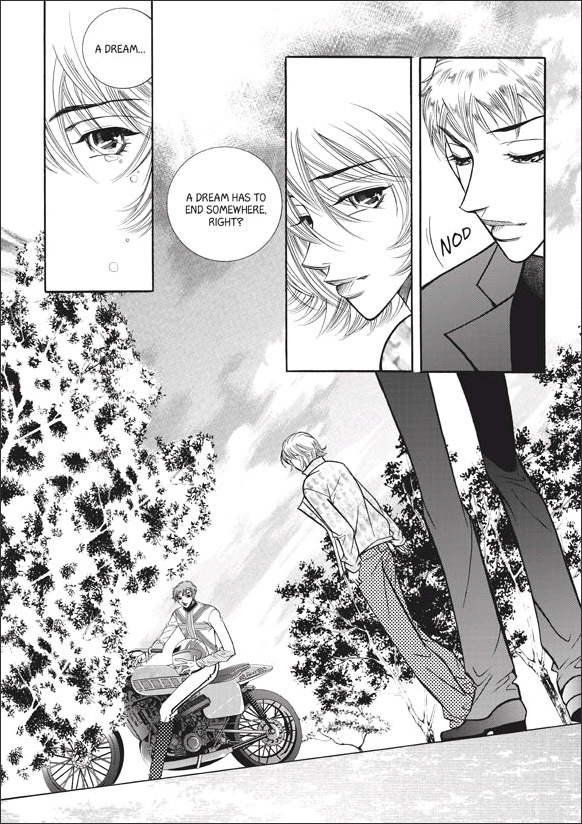 A DREAM...
A DREAM HAS TO
END SOMEWHERE,
RIGHT?
NOD